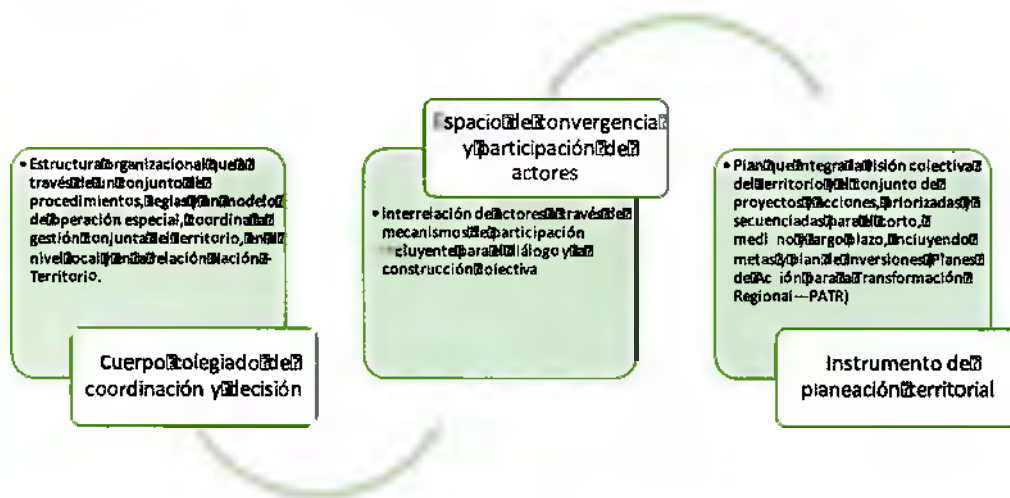 • Estructura organizacional que a
través de un conjunto de
procedimientos, reglas y un modelo
de operación especial, coordina la
gestión conjunta del territorio, en el
nivel local y en la relación Nación–
Territorio.
Cuerpo colegiado de
coordinación y decisión
Espacio de convergencia
y participación de
actores
• Interrelación de actores a través de
mecanismos de participación
para el diálogo y la
construcción colectiva
• Plan que integra la visión colectiva
del territorio y el conjunto de
proyectos y acciones, priorizadas y
secuenciadas para el corto,
y largo plazo, incluyendo
metas y plan de inversiones (Planes
de para la Transformación
Regional—PATR)
Instrumento de
planeación territorial